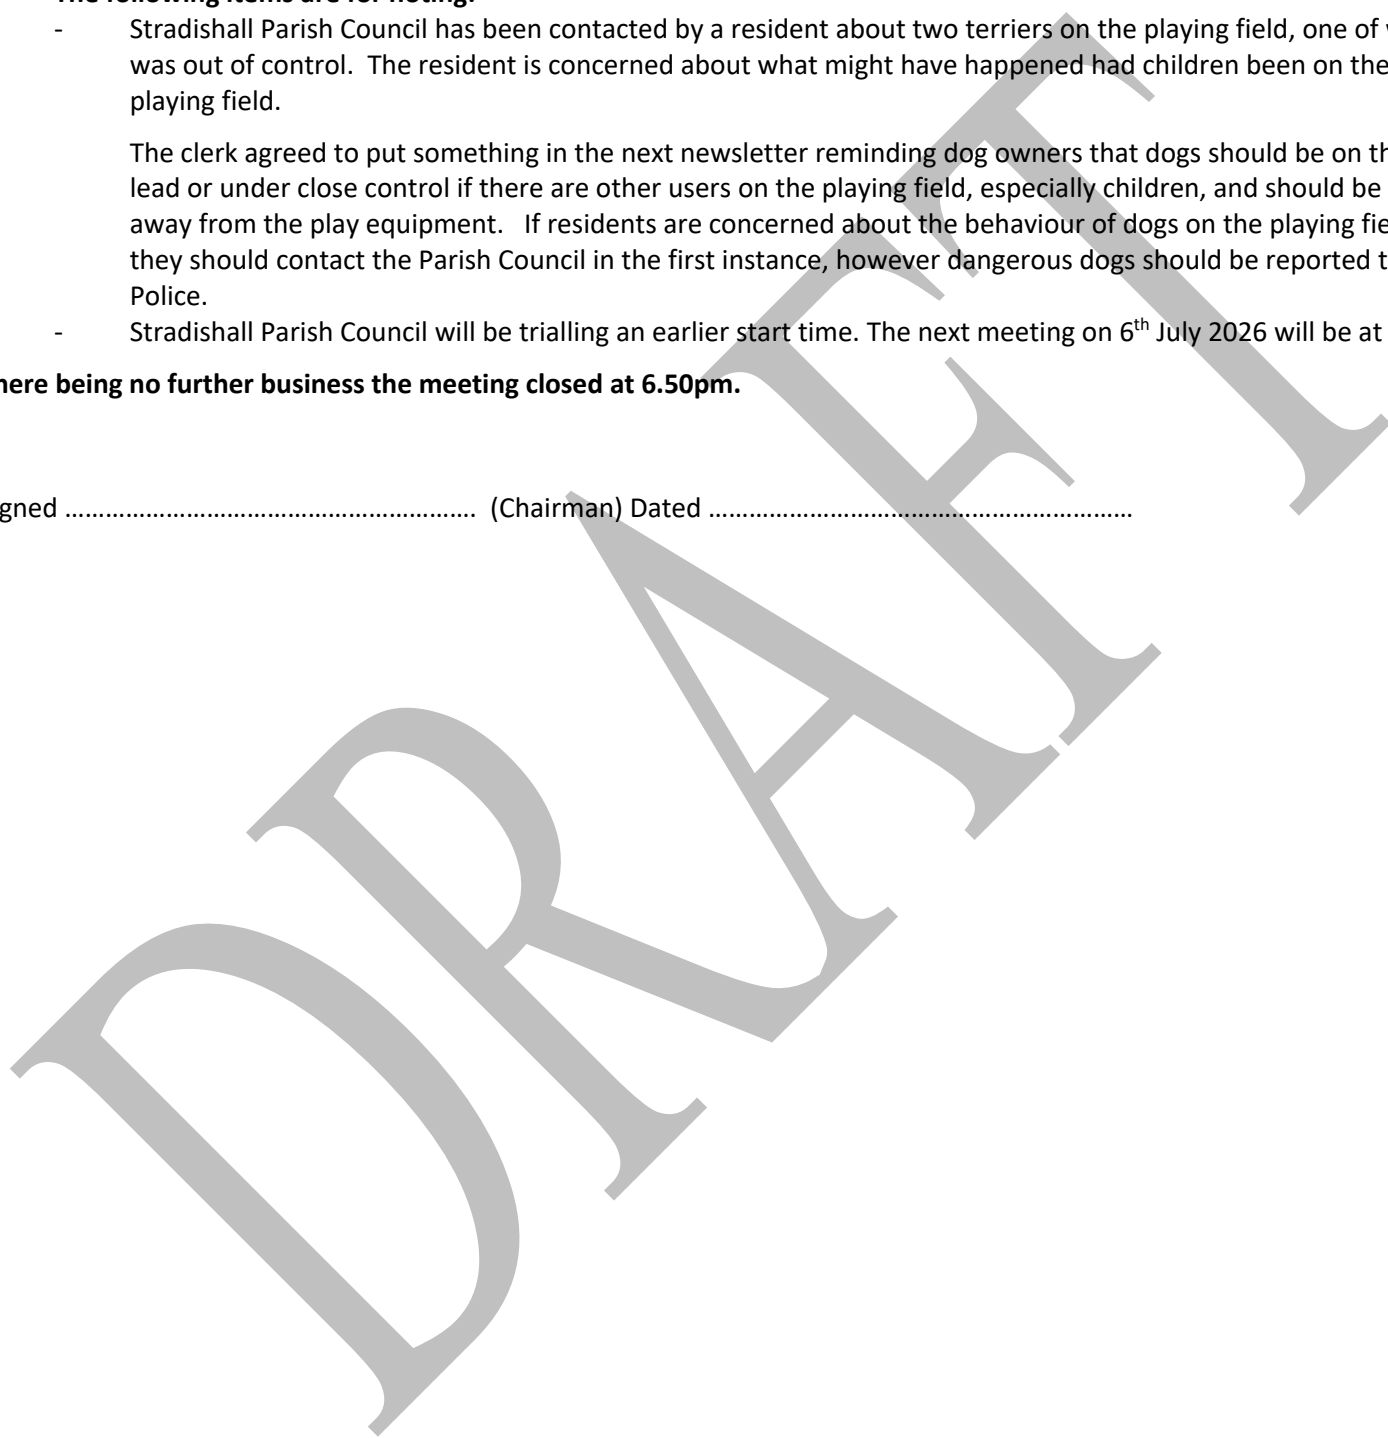 The following items are for noting:
- Stradishall Parish Council has been contacted by a resident about two terriers on the playing field, one of
was out of control.  The resident is concerned about what might have happened had children been on the
playing field.
The clerk agreed to put something in the next newsletter reminding dog owners that dogs should be on
lead or under close control if there are other users on the playing field, especially children, and should be
away from the play equipment.   If residents are concerned about the behaviour of dogs on the playing
they should contact the Parish Council in the first instance, however dangerous dogs should be reported
Police.
- Stradishall Parish Council will be trialling an earlier start time. The next meeting on 6th July 2026 will be at
here being no further business the meeting closed at 6.50pm.
gned ……………………………………………………. (Chairman) Dated ………………………………………………………
DRAFT